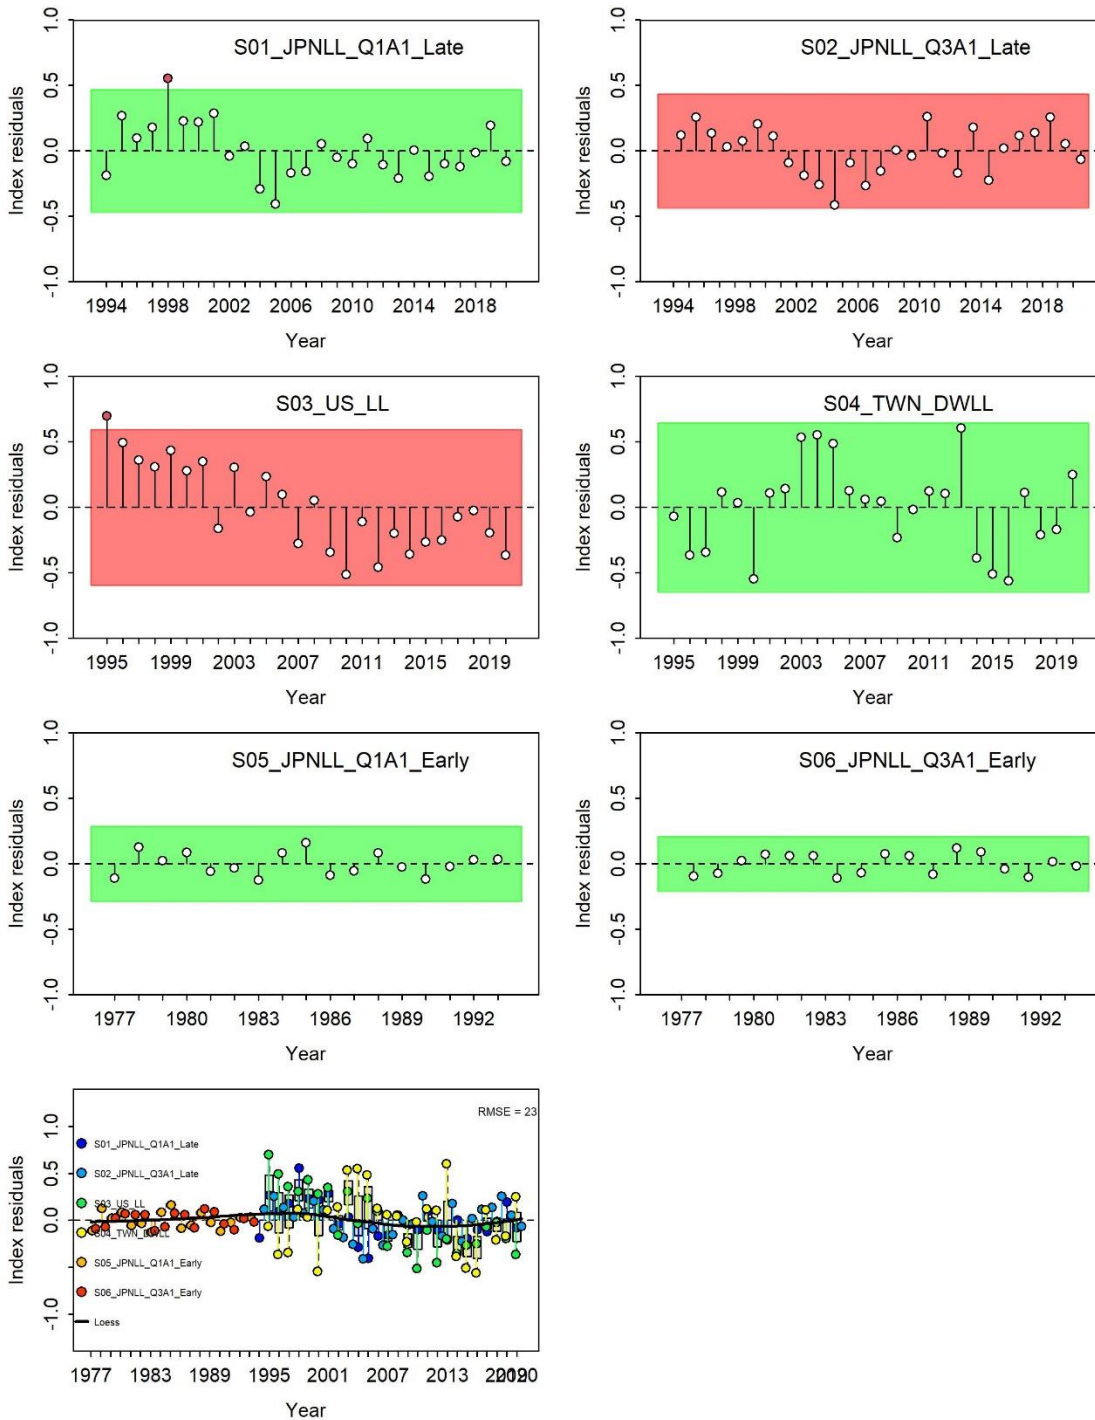 S01_JPNLL_Q1A1_Late
Index residuals
1.0
0.5
0.0
-0.5
-1.0
1994 1998 2002 2006 2010 2014 2018
Year
S02_JPNLL_Q3A1_Late
Index residuals
1.0
0.5
0.0
-0.5
-1.0
1994 1998 2002 2006 2010 2014 2018
Year
S03_US_LL
Index residuals
1.0
0.5
0.0
-0.5
-1.0
1995 1999 2003 2007 2011 2015 2019
Year
S04_TWN_DWLL
Index residuals
1.0
0.5
0.0
-0.5
-1.0
1995 1999 2003 2007 2011 2015 2019
Year
S05_JPNLL_Q1A1_Early
Index residuals
1.0
0.5
0.0
-0.5
-1.0
1977 1980 1983 1986 1989 1992
Year
S06_JPNLL_Q3A1_Early
Index residuals
1.0
0.5
0.0
-0.5
-1.0
1977 1980 1983 1986 1989 1992
Year
RMSE = 23
Index residuals
1.0
0.5
0.0
-1.0
S01_JPNLL_Q1A1_Late
S02_JPNLL_Q3A1_Late
S03_US_LL
S04_TWN_DWLL
S05_JPNLL_Q1A1_Early
S06_JPNLL_Q3A1_Early
Loess
1977 1983 1989 1995 2001 2007 2013 2019 2020
Year